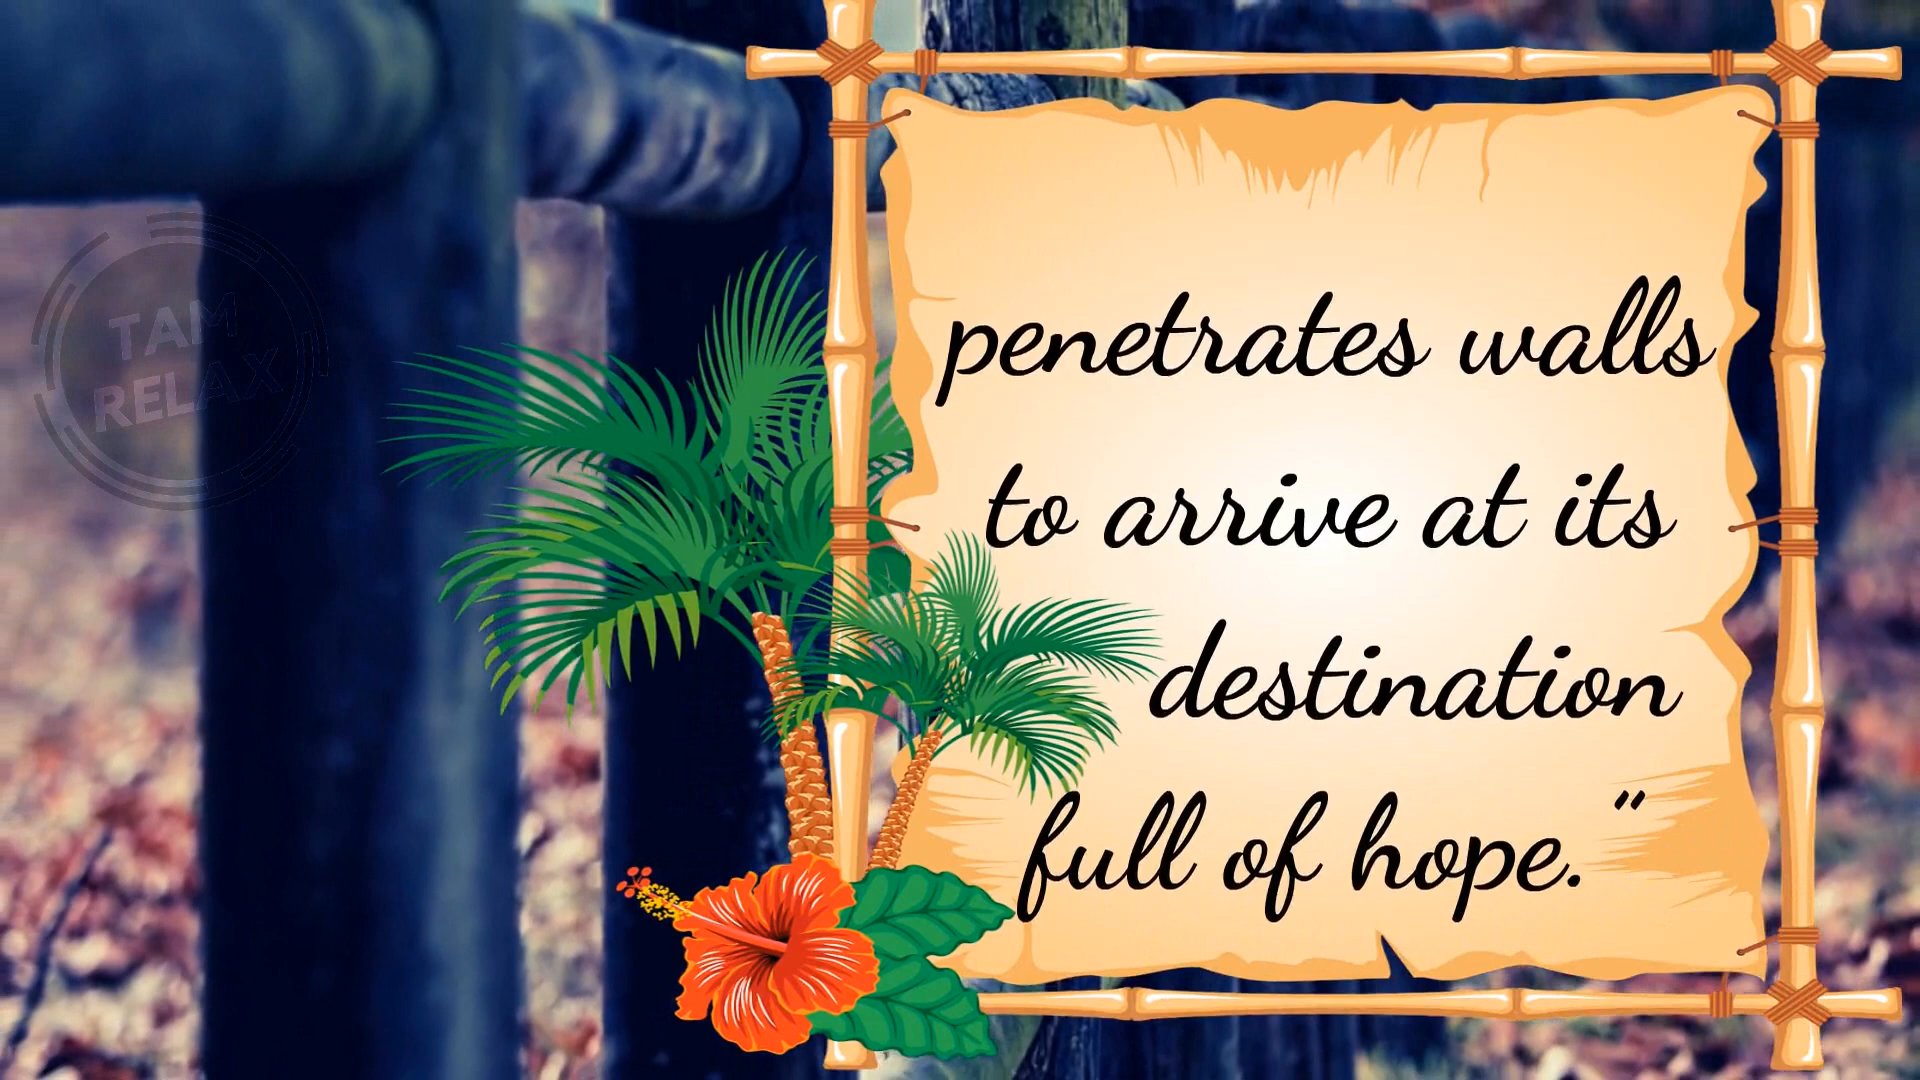 TAM
RELAX
penetrates walls
to arrive at its
destination
full of hope.”